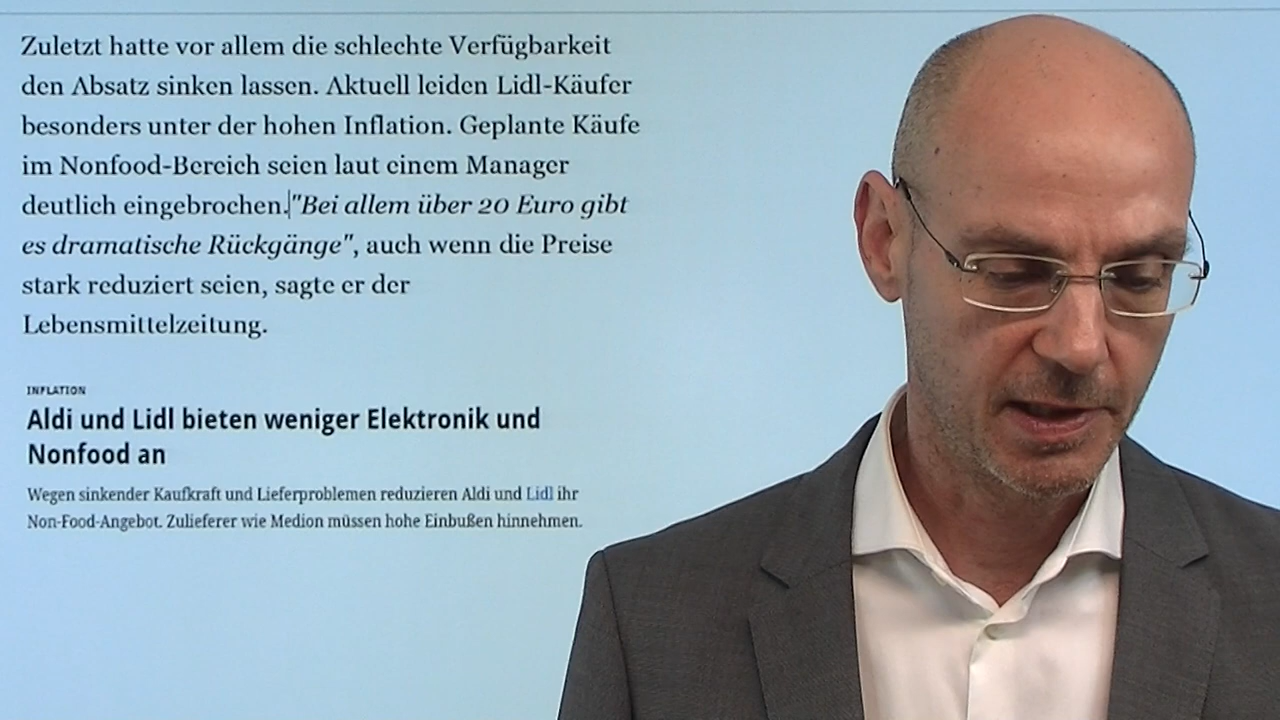 Zuletzt hatte vor allem die schlechte Verfügbarkeit
den Absatz sinken lassen. Aktuell leiden Lidl-Käufer
besonders unter der hohen Inflation. Geplante Käufe
im Nonfood-Bereich seien laut einem Manager
deutlich eingebrochen."Bei allem über 20 Euro gibt
es dramatische Rückgänge", auch wenn die Preise
stark reduziert seien, sagte er der
Lebensmittelzeitung.
INFLATION
Aldi und Lidl bieten weniger Elektronik und
Nonfood an
Wegen sinkender Kaufkraft und Lieferproblemen reduzieren Aldi und Lidl ihr
Non-Food-Angebot. Zulieferer wie Medion müssen hohe Einbußen hinnehmen.